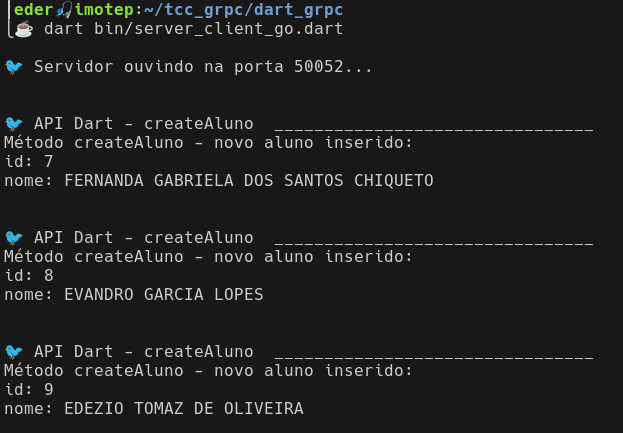 eder🎣imotep:~/tcc_grpc/dart_grpc
☕ dart bin/server_client_go.dart
🐦 Servidor ouvindo na porta 50052...
🐦 API Dart - createAluno ________________________________
Método createAluno - novo aluno inserido:
id: 7
nome: FERNANDA GABRIELA DOS SANTOS CHIQUETO
🐦 API Dart - createAluno ________________________________
Método createAluno - novo aluno inserido:
id: 8
nome: EVANDRO GARCIA LOPES
🐦 API Dart - createAluno ________________________________
Método createAluno - novo aluno inserido:
id: 9
nome: EDEZIO TOMAZ DE OLIVEIRA